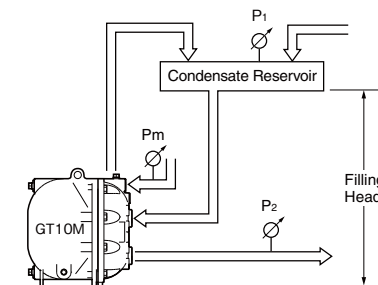 P1
Condensate Reservoir
Pm
Filling
Head
P2
GT10M